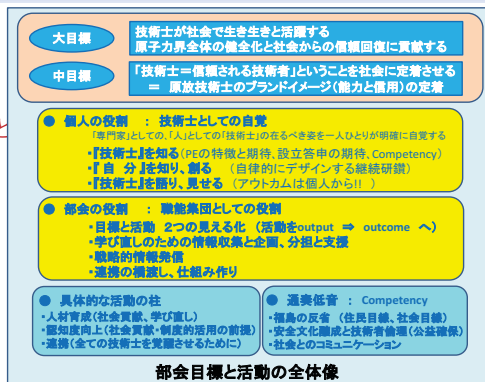 大目標
技術士が社会で生き生きと活躍する
原子力界全体の健全化と社会からの信頼回復に貢献する
中目標
「技術士＝信頼される技術者」ということを社会に定着させる
＝ 原放技術士のブランドイメージ(能力と信用)の定着
● 個人の役割 ： 技術士としての自覚
「専門家」としての、「人」としての「技術士」の在るべき姿を一人ひとりが明確に自覚する
・『技術士』を知る(PEの特徴と期待、設立答申の期待、Competency)
・『 自 分 』を知り、創る (自律的にデザインする継続研鑽)
・『技術士』を語り、見せる (アウトカムは個人から!! )
● 部会の役割 ： 職能集団としての役割
・目標と活動 2つの見える化 (活動をoutput ⇒ outcome へ)
・学び直しのための情報収集と企画、分担と支援
・戦略的情報発信
・連携の橋渡し、仕組み作り
● 具体的な活動の柱
・人材育成(社会貢献、学び直し)
・認知度向上(社会貢献・制度的活用の前提)
・連携(全ての技術士を覚醒させるために)
● 通奏低音 ： Competency
・福島の反省 (住民目線、社会目線)
・安全文化醸成と技術者倫理(公益確保)
・社会とのコミュニケーション
部会目標と活動の全体像